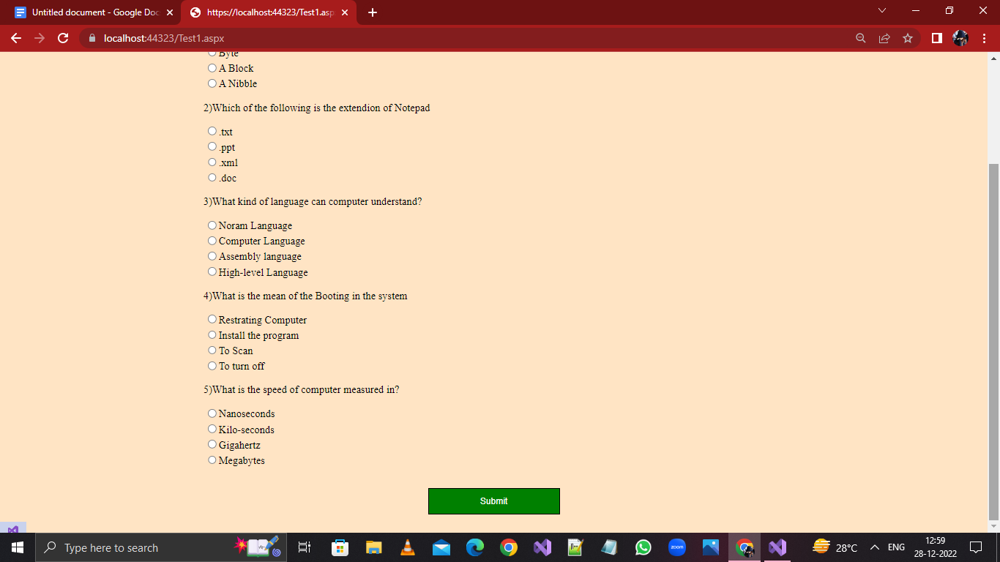 Untitled document - Google Doc
https://localhost:44323/Test1.asp
localhost:44323/Test1.aspx
Byte
A Block
A Nibble
2)Which of the following is the extendion of Notepad
.txt
.ppt
.xml
.doc
3)What kind of language can computer understand?
Noram Language
Computer Language
Assembly language
High-level Language
4)What is the mean of the Booting in the system
Restrating Computer
Install the program
To Scan
To turn off
5)What is the speed of computer measured in?
Nanoseconds
Kilo-seconds
Gigahertz
Megabytes
Submit
Type here to search
zoom
28°C
ENG
12:59
28-12-2022